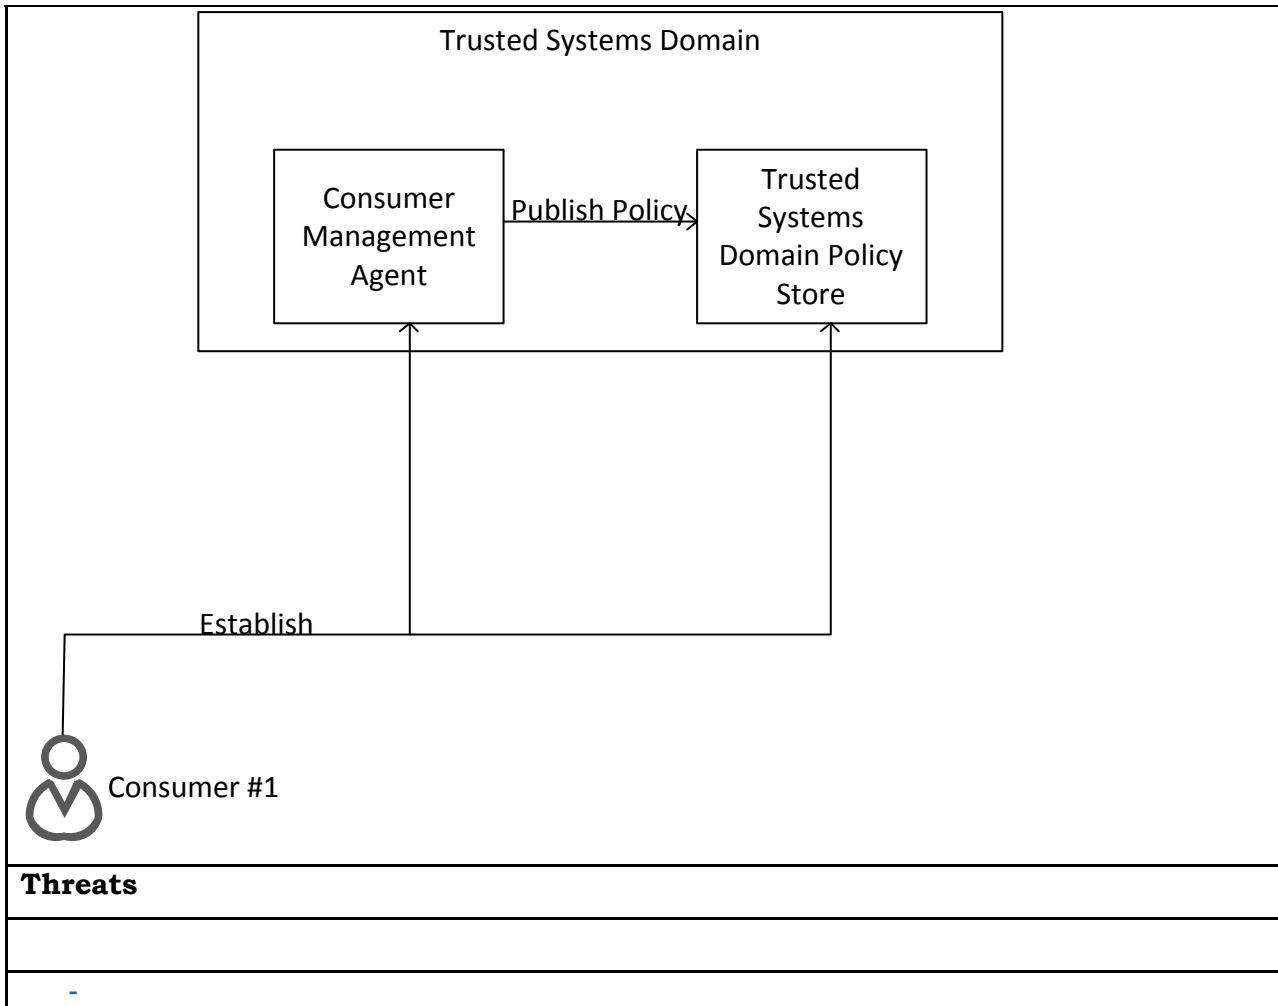 Trusted Systems Domain
Consumer
Management
Agent
Publish Policy
Trusted
Systems
Domain Policy
Store
Establish
Consumer #1
Threats
-